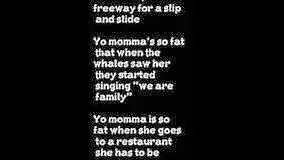 freeway for a slip
and slide
Yo momma's so fat
that when the
whales saw her
they started
singing "we are
family"
Yo momma is so
fat when she goes
to a restaurant
she has to be